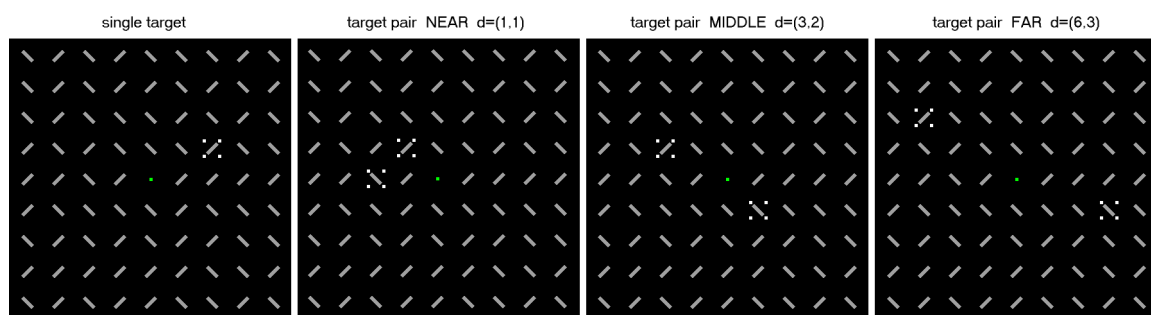 single target
target pair NEAR d=(1,1)
target pair MIDDLE d=(3,2)
target pair FAR d=(6,3)